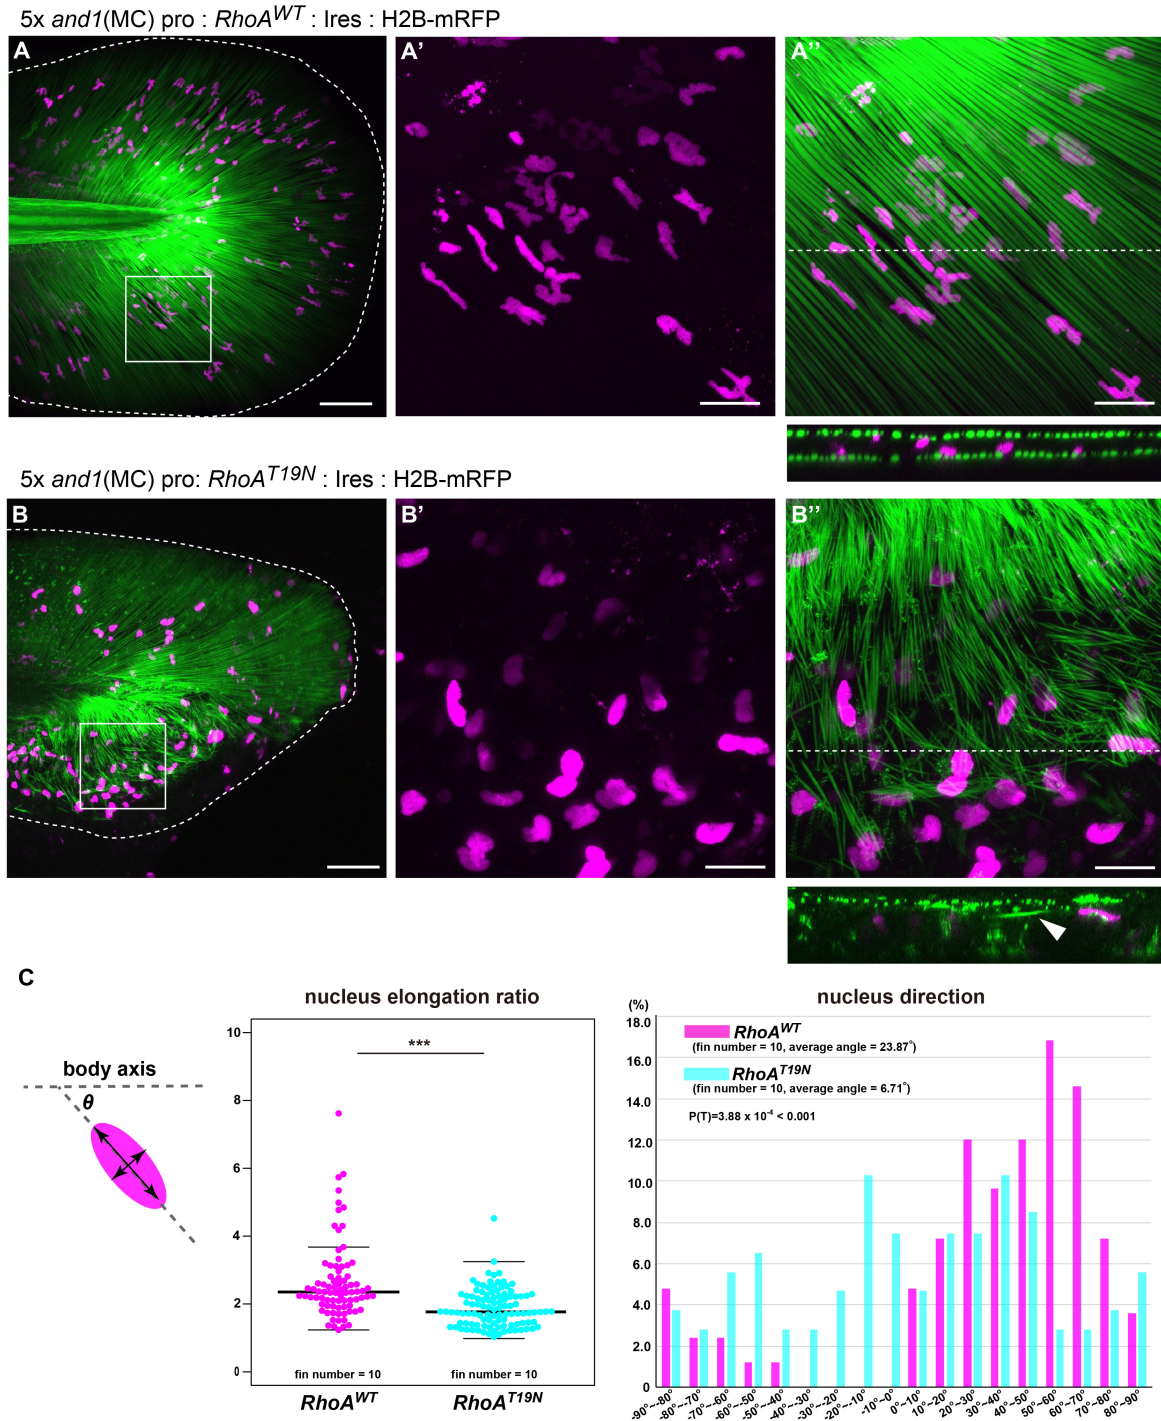 5x and1(MC) pro : RhoAWT : Ires : H2B-mRFP
A
A'
A''
5x and1(MC) pro: RhoAT19N : Ires : H2B-mRFP
B
B'
B''
C
body axis
θ
nucleus elongation ratio
10
8
6
4
2
0
***
fin number = 10
fin number = 10
RhoAWT
RhoAT19N
nucleus direction
(%)
18.0
16.0
14.0
12.0
10.0
8.0
6.0
4.0
2.0
0
RhoAWT
(fin number = 10, average angle = 23.87°)
RhoAT19N
(fin number = 10, average angle = 6.71°)
P(T)=3.88 x 10-4 < 0.001
-90°~-80°
-80°~-70°
-70°~-60°
-60°~-50°
-50°~-40°
-40°~-30°
-30°~-20°
-20°~-10°
-10°~-0°
0°~10°
10°~20°
20°~30°
30°~40°
40°~50°
50°~60°
60°~70°
70°~80°
80°~90°